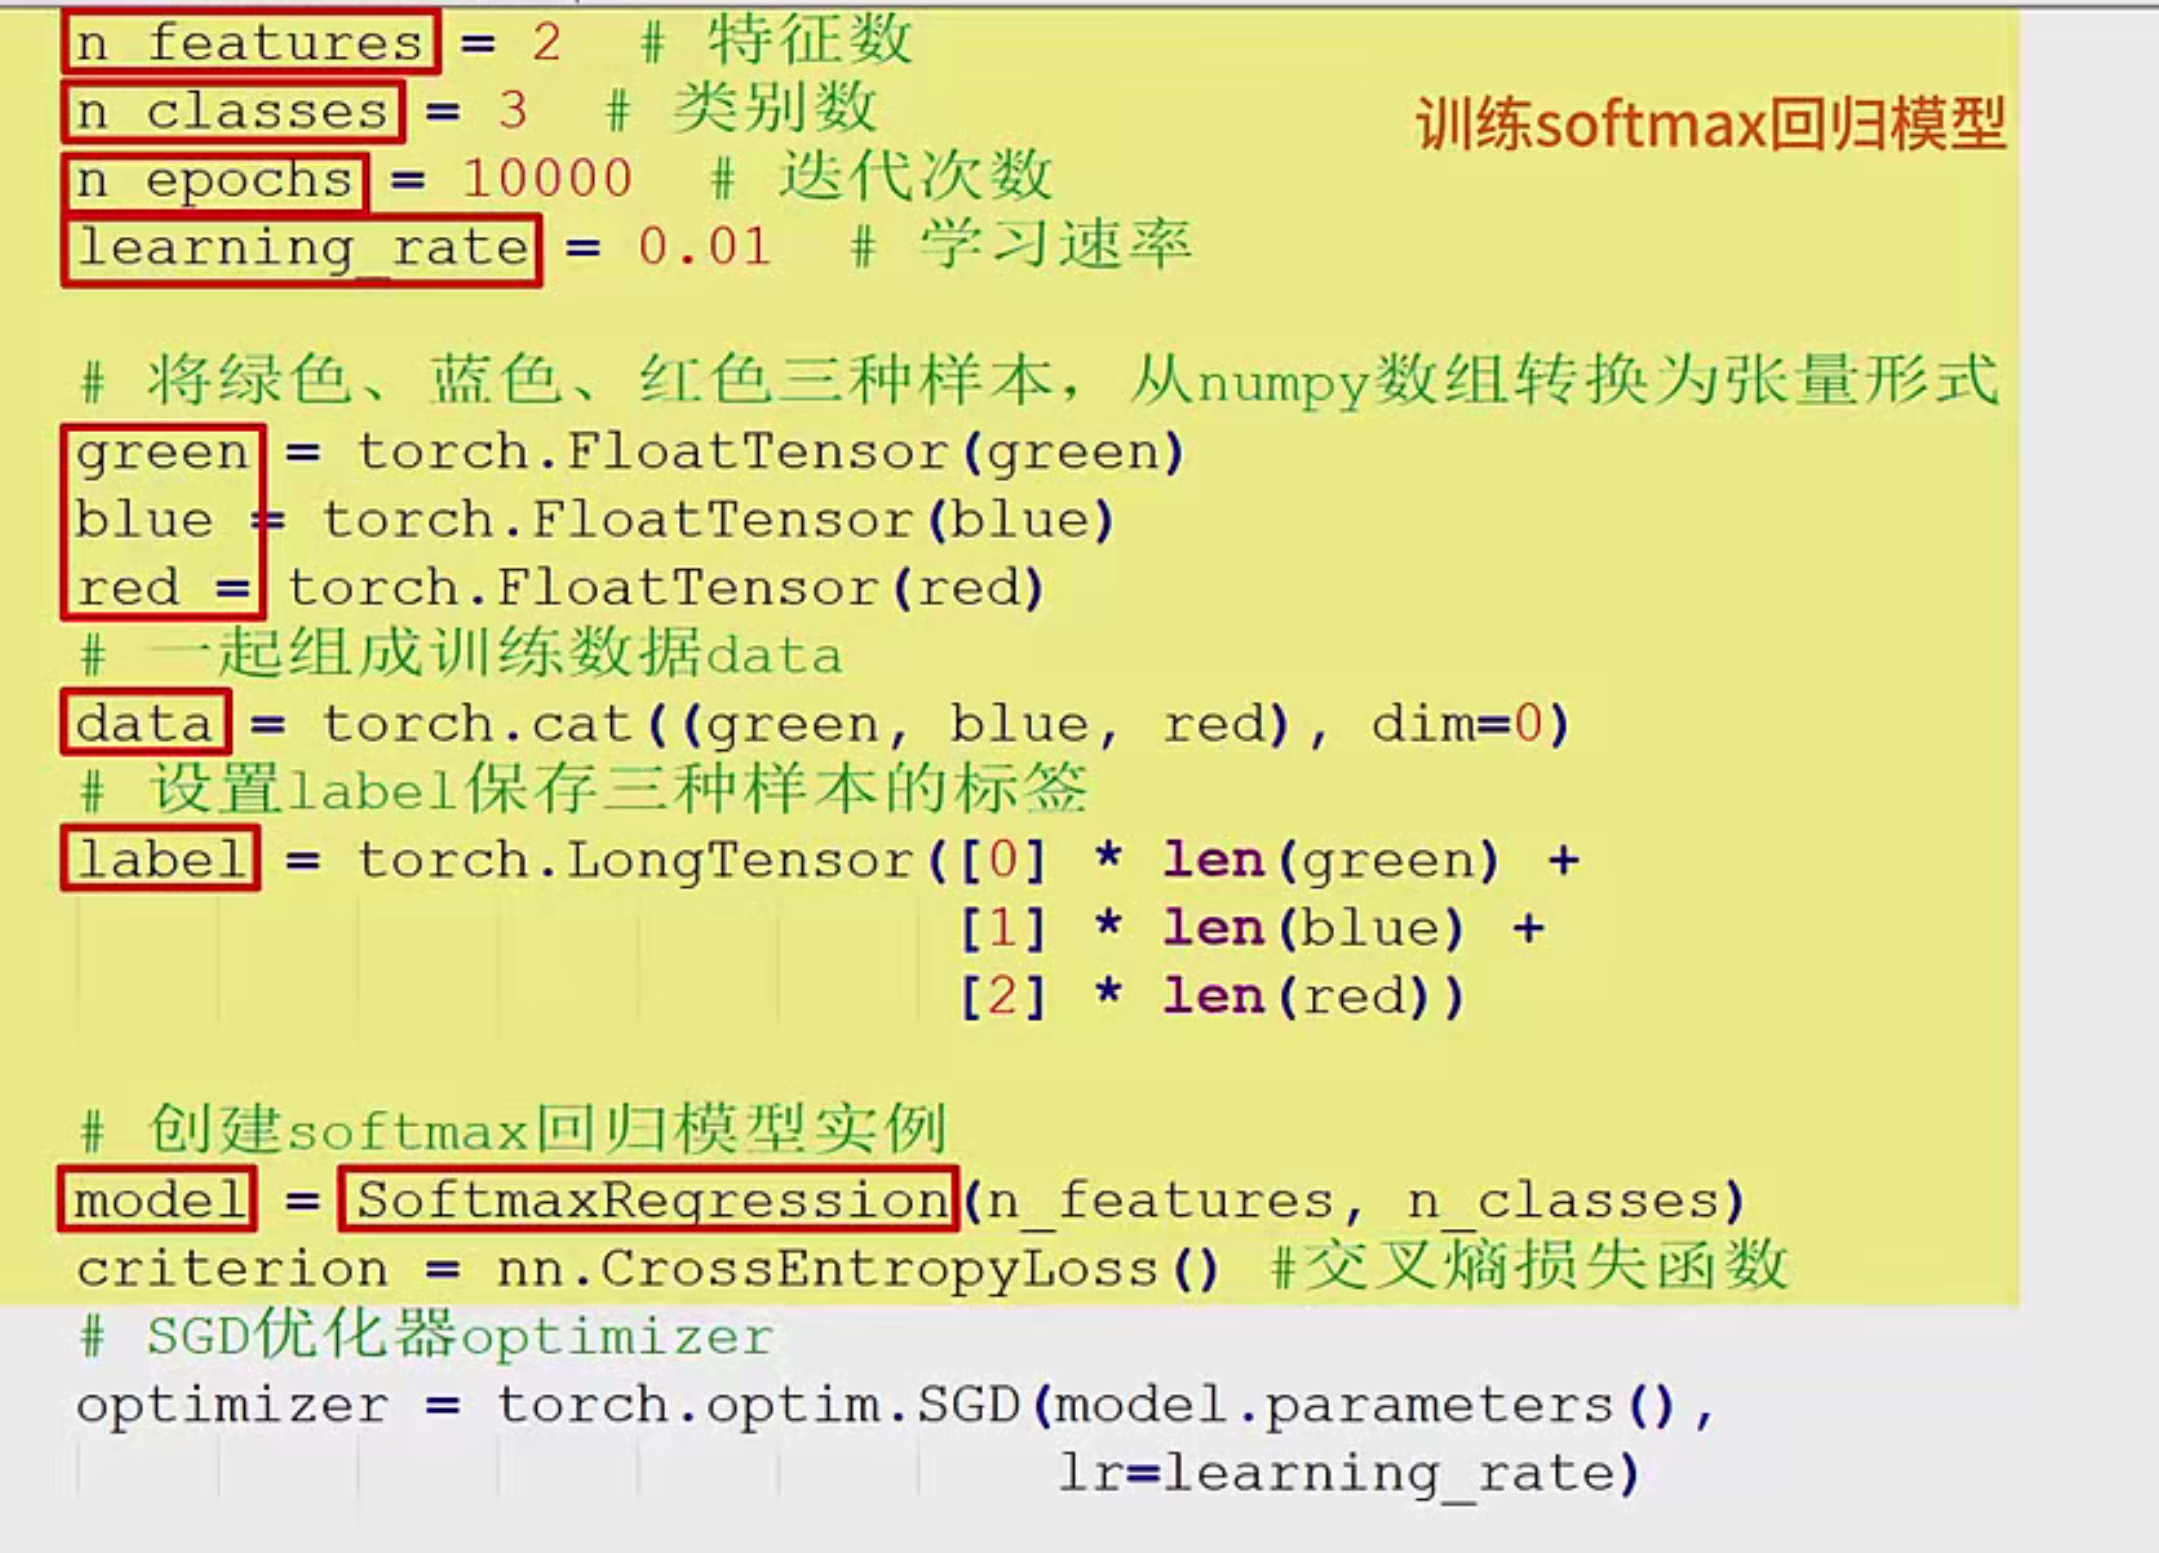 n_features = 2  # 特征数
n_classes = 3  # 类别数
训练softmax回归模型
n_epochs = 10000  # 迭代次数
learning_rate = 0.01  # 学习速率
# 将绿色、蓝色、红色三种样本，从numpy数组转换为张量形式
green = torch.FloatTensor(green)
blue = torch.FloatTensor(blue)
red = torch.FloatTensor(red)
# 一起组成训练数据data
data = torch.cat((green, blue, red), dim=0)
# 设置label保存三种样本的标签
label = torch.LongTensor([0] * len(green) +
[1] * len(blue) +
[2] * len(red))
# 创建softmax回归模型实例
model = SoftmaxRegression(n_features, n_classes)
criterion = nn.CrossEntropyLoss() #交叉熵损失函数
# SGD优化器optimizer
optimizer = torch.optim.SGD(model.parameters(),
lr=learning_rate)